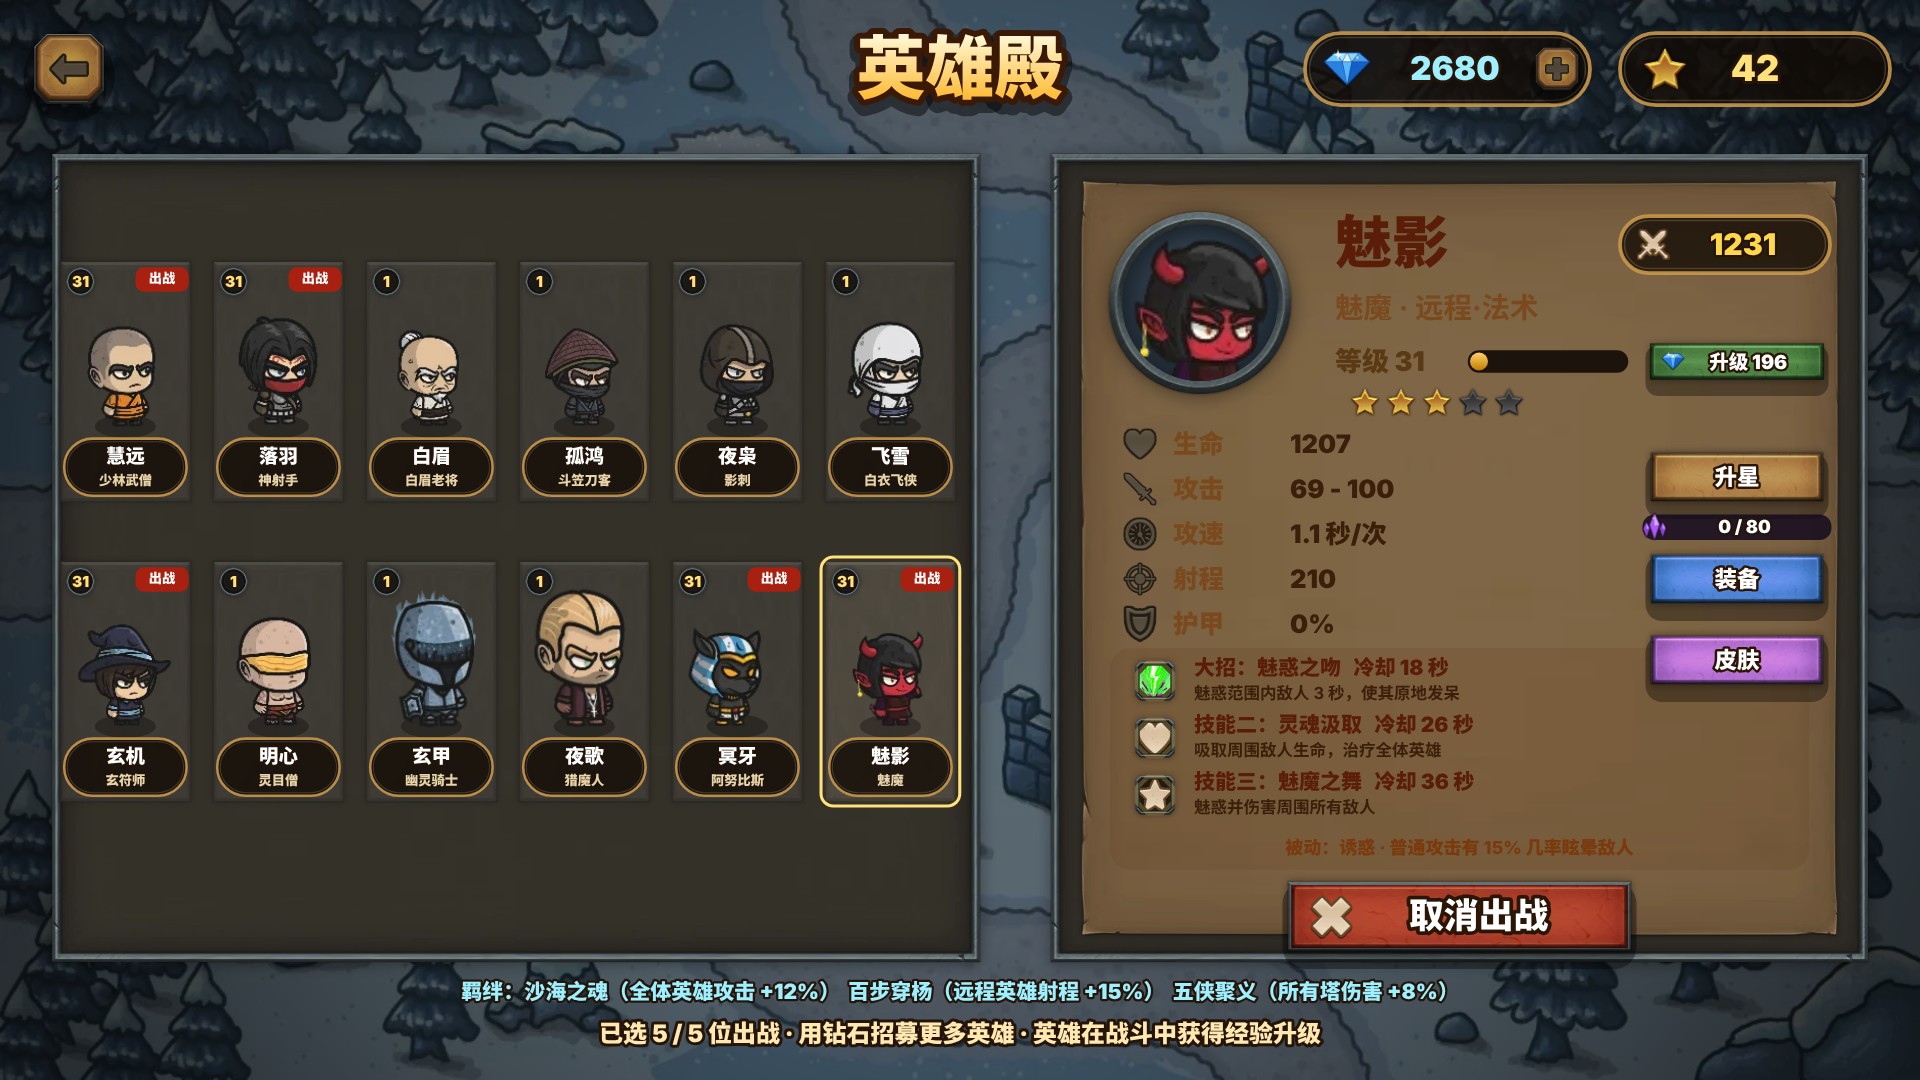 英雄殿
2680
42
31 出战
31 出战
1
1
1
1
慧远
少林武僧
落羽
神射手
白眉
白眉老将
孤鸿
斗笠刀客
夜枭
影刺
飞雪
白衣飞侠
31 出战
1
1
1
31 出战
31 出战
玄机
玄符师
明心
灵目僧
玄甲
幽灵骑士
夜歌
猎魔人
冥牙
阿努比斯
魅影
魅魔
魅影
1231
魅魔 · 远程·法术
等级 31
升级 196
生命 1207
攻击 69 - 100
攻速 1.1 秒/次
射程 210
护甲 0%
升星
0 / 80
装备
皮肤
大招：魅惑之吻 冷却 18 秒
魅惑范围内敌人 3 秒，使其原地发呆
技能二：灵魂汲取 冷却 26 秒
吸取周围敌人生命，治疗全体英雄
技能三：魅魔之舞 冷却 36 秒
魅惑并伤害周围所有敌人
被动：诱惑 · 普通攻击有 15% 几率眩晕敌人
取消出战
羁绊：沙海之魂（全体英雄攻击 +12%） 百步穿杨（远程英雄射程 +15%） 五侠聚义（所有塔伤害 +8%）
已选 5 / 5 位出战 · 用钻石招募更多英雄 · 英雄在战斗中获得经验升级